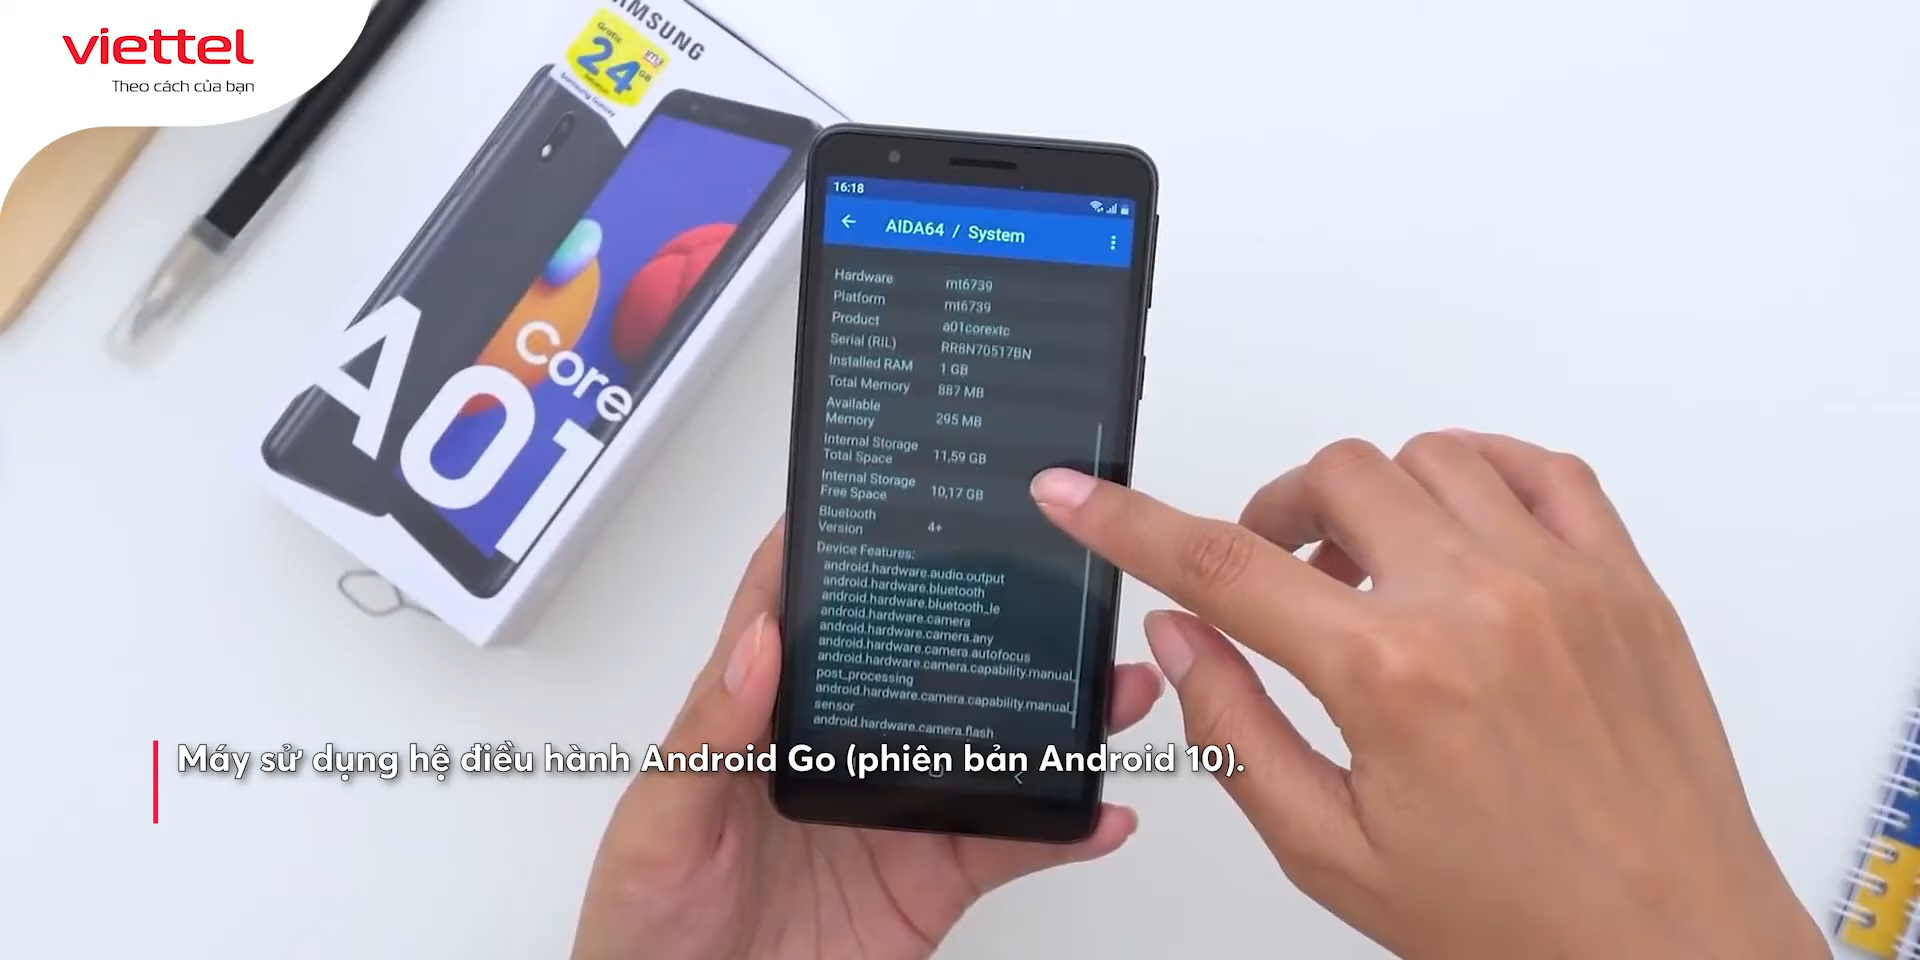 viettel
Theo cách của bạn
SAMSUNG
Gratis
24 GB
Samsung Galaxy
A01
Core
16:18
AIDA64 / System
Hardware mt6739
Platform mt6739
Product a01corextc
Serial (RIL) RR8N70517BN
Installed RAM 1 GB
Total Memory 887 MB
Available
Memory 295 MB
Internal Storage
Total Space 11,59 GB
Internal Storage
Free Space 10,17 GB
Bluetooth
Version 4+
Device Features:
android.hardware.audio.output
android.hardware.bluetooth
android.hardware.bluetooth_le
android.hardware.camera
android.hardware.camera.any
android.hardware.camera.autofocus
android.hardware.camera.capability.manual_
post_processing
android.hardware.camera.capability.manual_
sensor
android.hardware.camera.flash
Máy sử dụng hệ điều hành Android Go (phiên bản Android 10).